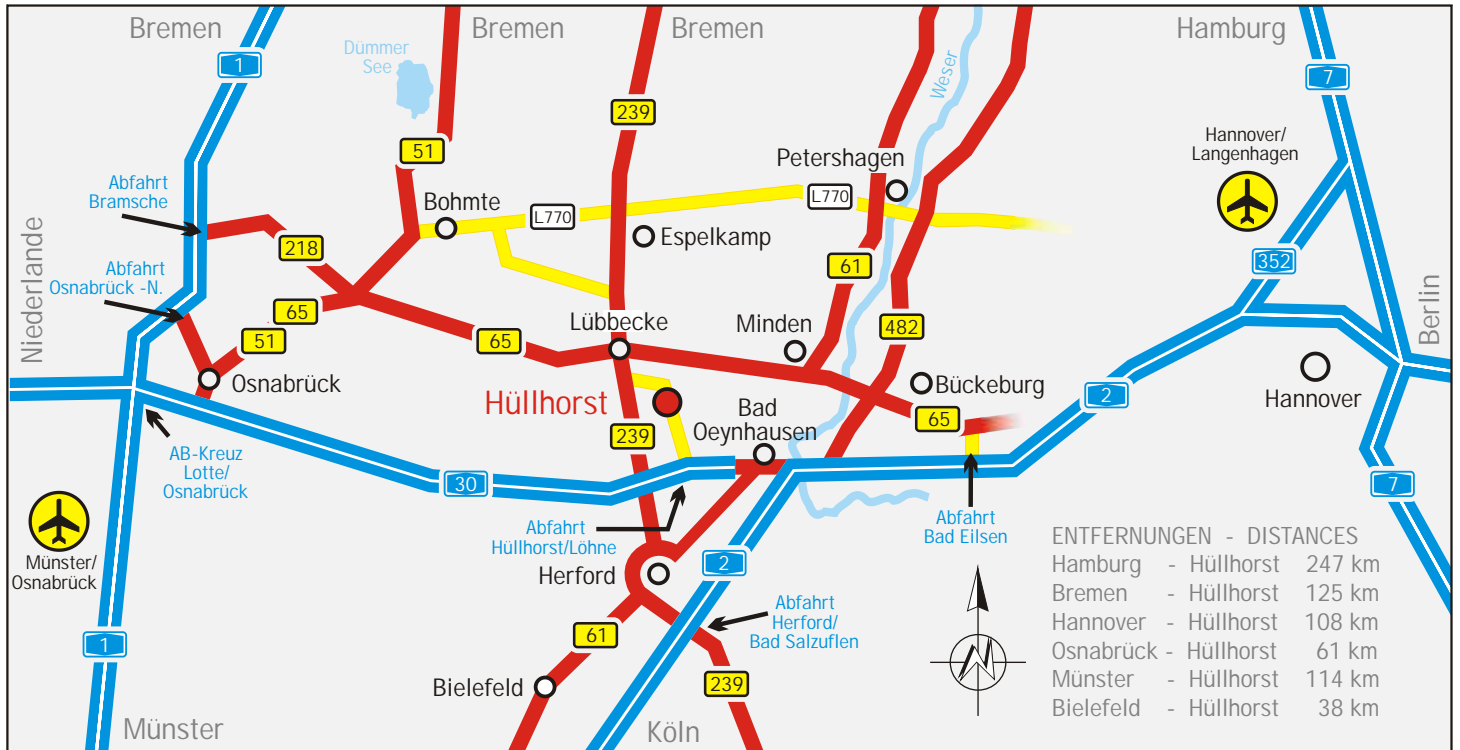 Bremen
Bremen
Bremen
Hamburg
1
Dümmer
See
7
239
Weser
51
Hannover/
Langenhagen
Petershagen
Abfahrt
Bramsche
Bohmte
L770
L770
218
Espelkamp
61
352
Niederlande
Abfahrt
Osnabrück -N.
65
51
65
Lübbecke
Minden
482
Berlin
Osnabrück
Hüllhorst
Bückeburg
2
Hannover
Bad
Oeynhausen
65
239
AB-Kreuz
Lotte/
Osnabrück
30
7
Münster/
Osnabrück
Abfahrt
Hüllhorst/Löhne
Abfahrt
Bad Eilsen
Herford
2
Abfahrt
Herford/
Bad Salzuflen
1
61
Bielefeld
239
Münster
Köln
N
ENTFERNUNGEN - DISTANCES
Hamburg - Hüllhorst 247 km
Bremen - Hüllhorst 125 km
Hannover - Hüllhorst 108 km
Osnabrück - Hüllhorst 61 km
Münster - Hüllhorst 114 km
Bielefeld - Hüllhorst 38 km